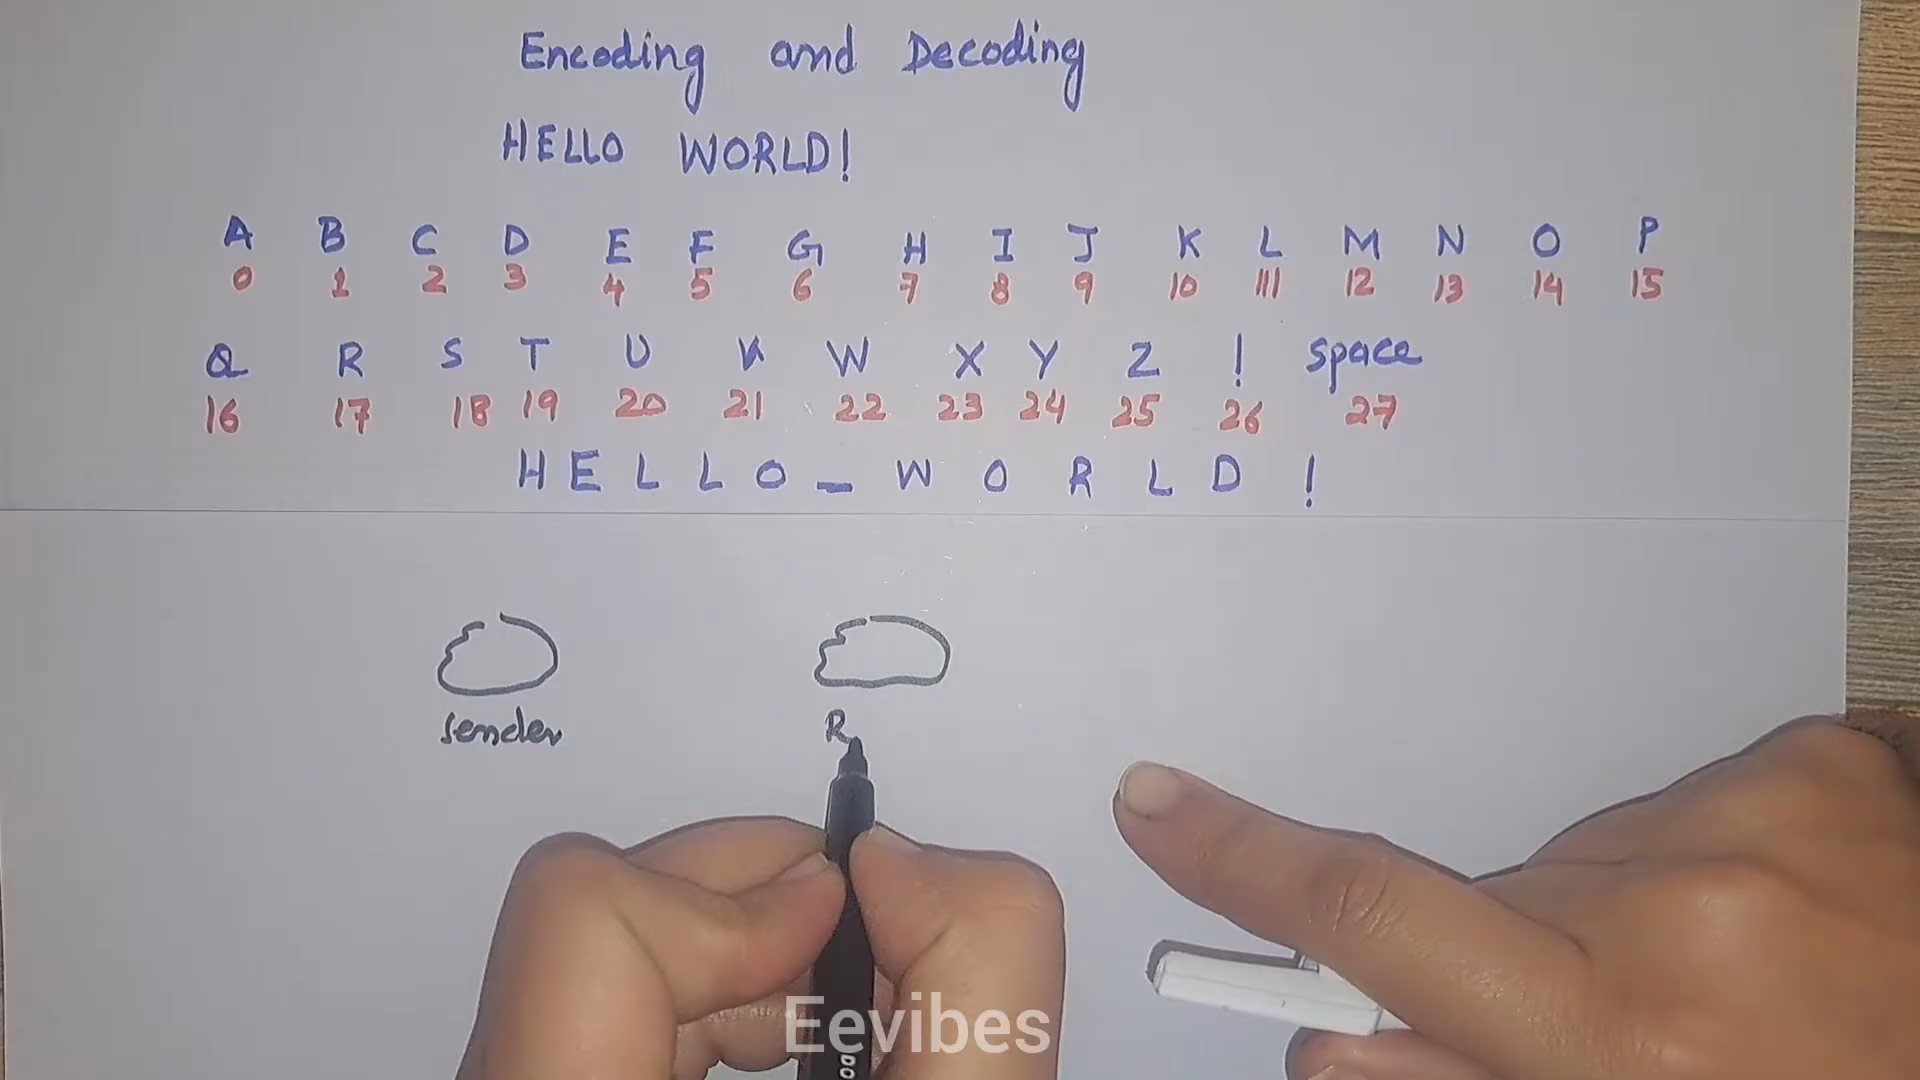 Encoding and Decoding
HELLO WORLD!
A B C D E F G H I J K L M N O P
0 1 2 3 4 5 6 7 8 9 10 11 12 13 14 15
Q R S T U V W X Y Z ! space
16 17 18 19 20 21 22 23 24 25 26 27
H E L L O _ W O R L D !
sender R
Eevibes